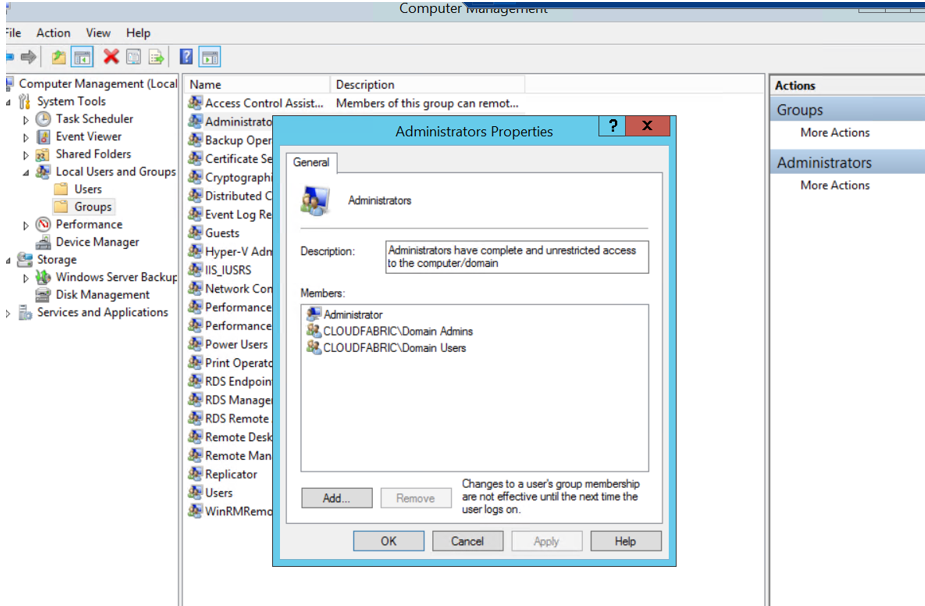 Computer Management
File Action View Help
Computer Management (Local
System Tools
Task Scheduler
Event Viewer
Shared Folders
Local Users and Groups
Users
Groups
Performance
Device Manager
Storage
Windows Server Backup
Disk Management
Services and Applications
Name Description
Access Control Assist... Members of this group can remot...
Administrato
Backup Oper
Certificate Se
Cryptographi
Distributed C
Event Log Re
Guests
Hyper-V Adn
IIS_IUSRS
Network Con
Performance
Performance
Power Users
Print Operato
RDS Endpoin
RDS Manage
RDS Remote
Remote Desk
Remote Man
Replicator
Users
WinRMRemo
Administrators Properties
? x
General
Administrators
Description: Administrators have complete and unrestricted access
to the computer/domain
Members:
Administrator
CLOUDFABRIC\Domain Admins
CLOUDFABRIC\Domain Users
Add... Remove
Changes to a user's group membership
are not effective until the next time the
user logs on.
OK Cancel Apply Help
Actions
Groups
More Actions
Administrators
More Actions